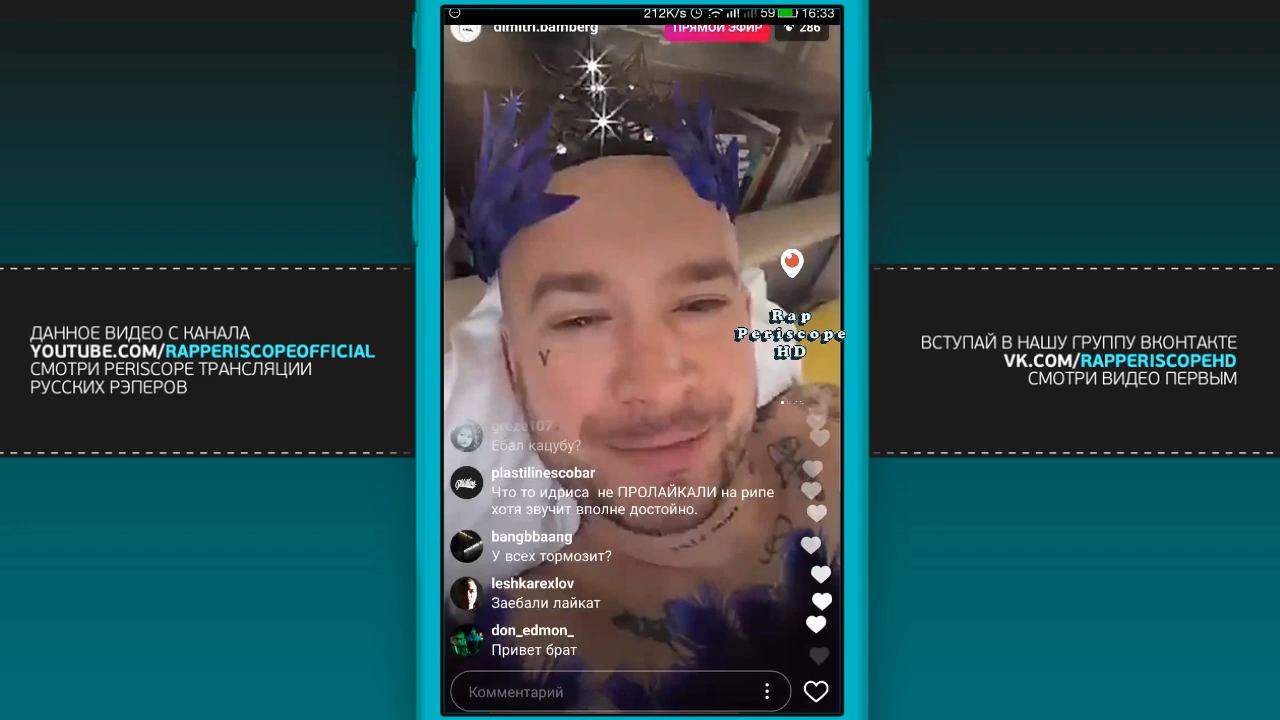 212K/s 59 16:33
dimitri.bamberg ПРЯМОЙ ЭФИР 286
ДАННОЕ ВИДЕО С КАНАЛА
YOUTUBE.COM/RAPPERISCOPEOFFICIAL
СМОТРИ PERISCOPE ТРАНСЛЯЦИИ
РУССКИХ РЭПЕРОВ
Rap
Periscope
HD
ВСТУПАЙ В НАШУ ГРУППУ ВКОНТАКТЕ
VK.COM/RAPPERISCOPEHD
СМОТРИ ВИДЕО ПЕРВЫМ
greze107
Ебал кацубу?
plastilinescobar
Что то идриса не ПРОЛАЙКАЛИ на рипе
хотя звучит вполне достойно.
bangbbaang
У всех тормозит?
leshkarexlov
Заебали лайкат
don_edmon_
Привет брат
Комментарий